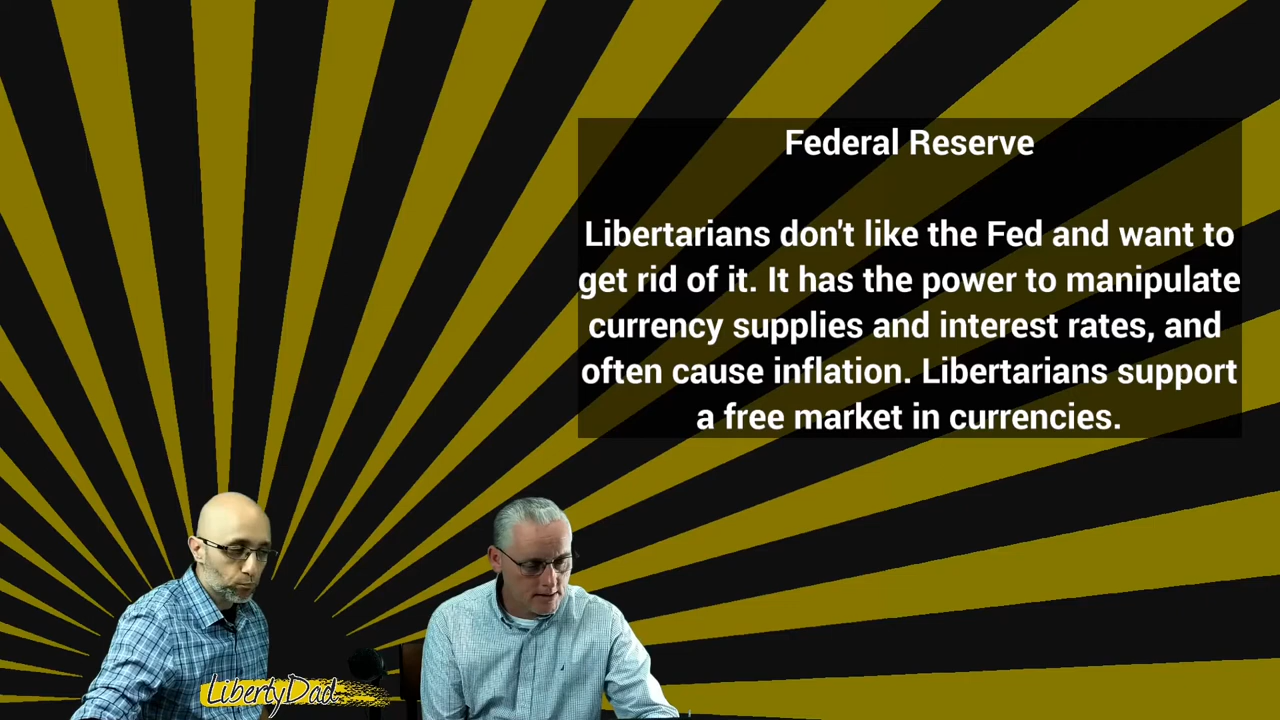 Federal Reserve
Libertarians don't like the Fed and want to
get rid of it. It has the power to manipulate
currency supplies and interest rates, and
often cause inflation. Libertarians support
a free market in currencies.
LibertyDad